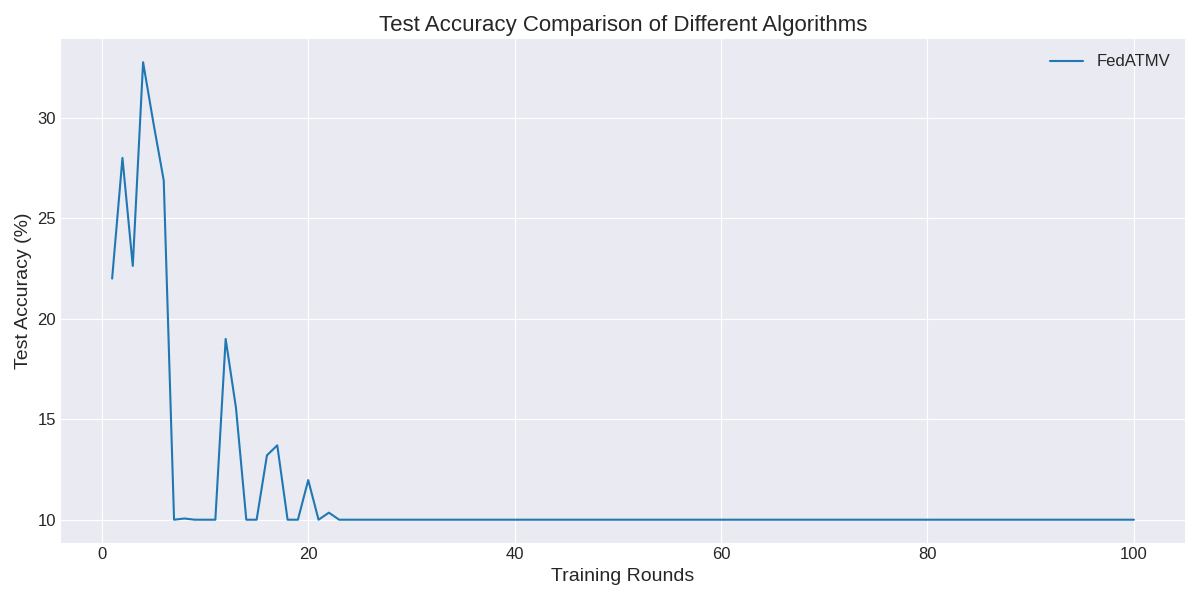 Test Accuracy Comparison of Different Algorithms
FedATMV
30
25
20
15
10
Test Accuracy (%)
0 20 40 60 80 100
Training Rounds